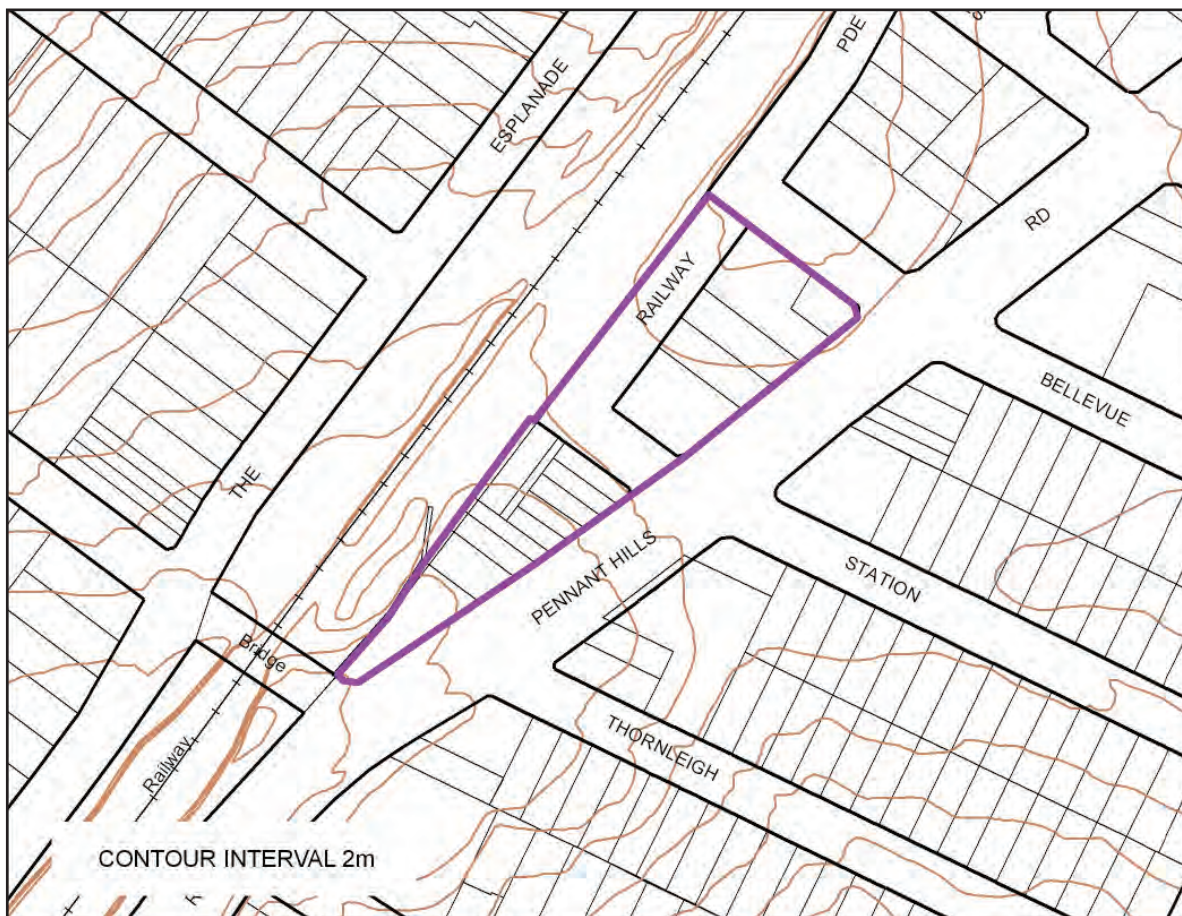 PDE
ESPLANADE
RD
RAILWAY
BELLEVUE
THE
STATION
PENNANT HILLS
Bridge
THORNLEIGH
Railway
CONTOUR INTERVAL 2m